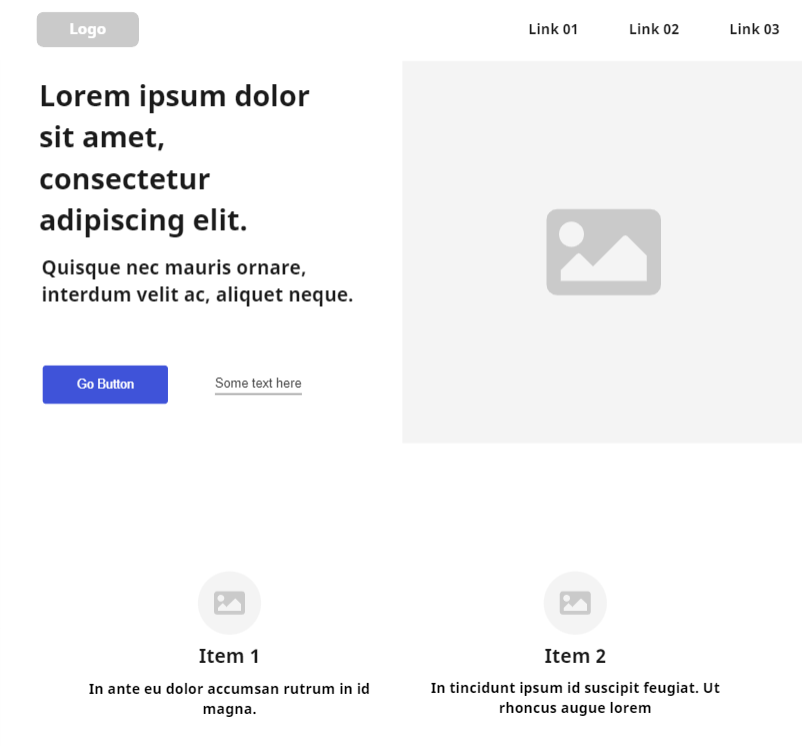 Logo
Link 01
Link 02
Link 03
Lorem ipsum dolor
sit amet,
consectetur
adipiscing elit.
Quisque nec mauris ornare,
interdum velit ac, aliquet neque.
Go Button
Some text here
Item 1
In ante eu dolor accumsan rutrum in id
magna.
Item 2
In tincidunt ipsum id suscipit feugiat. Ut
rhoncus augue lorem